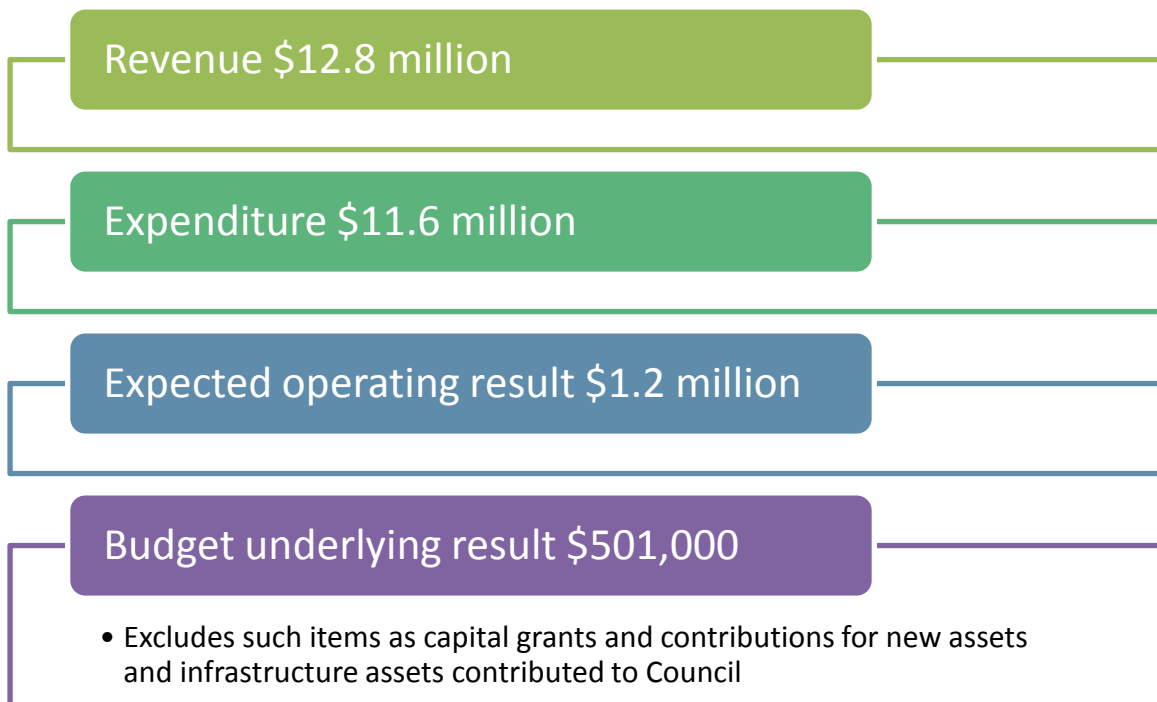 Revenue $12.8 million
Expenditure $11.6 million
Expected operating result $1.2 million
Budget underlying result $501,000
• Excludes such items as capital grants and contributions for new assets
and infrastructure assets contributed to Council